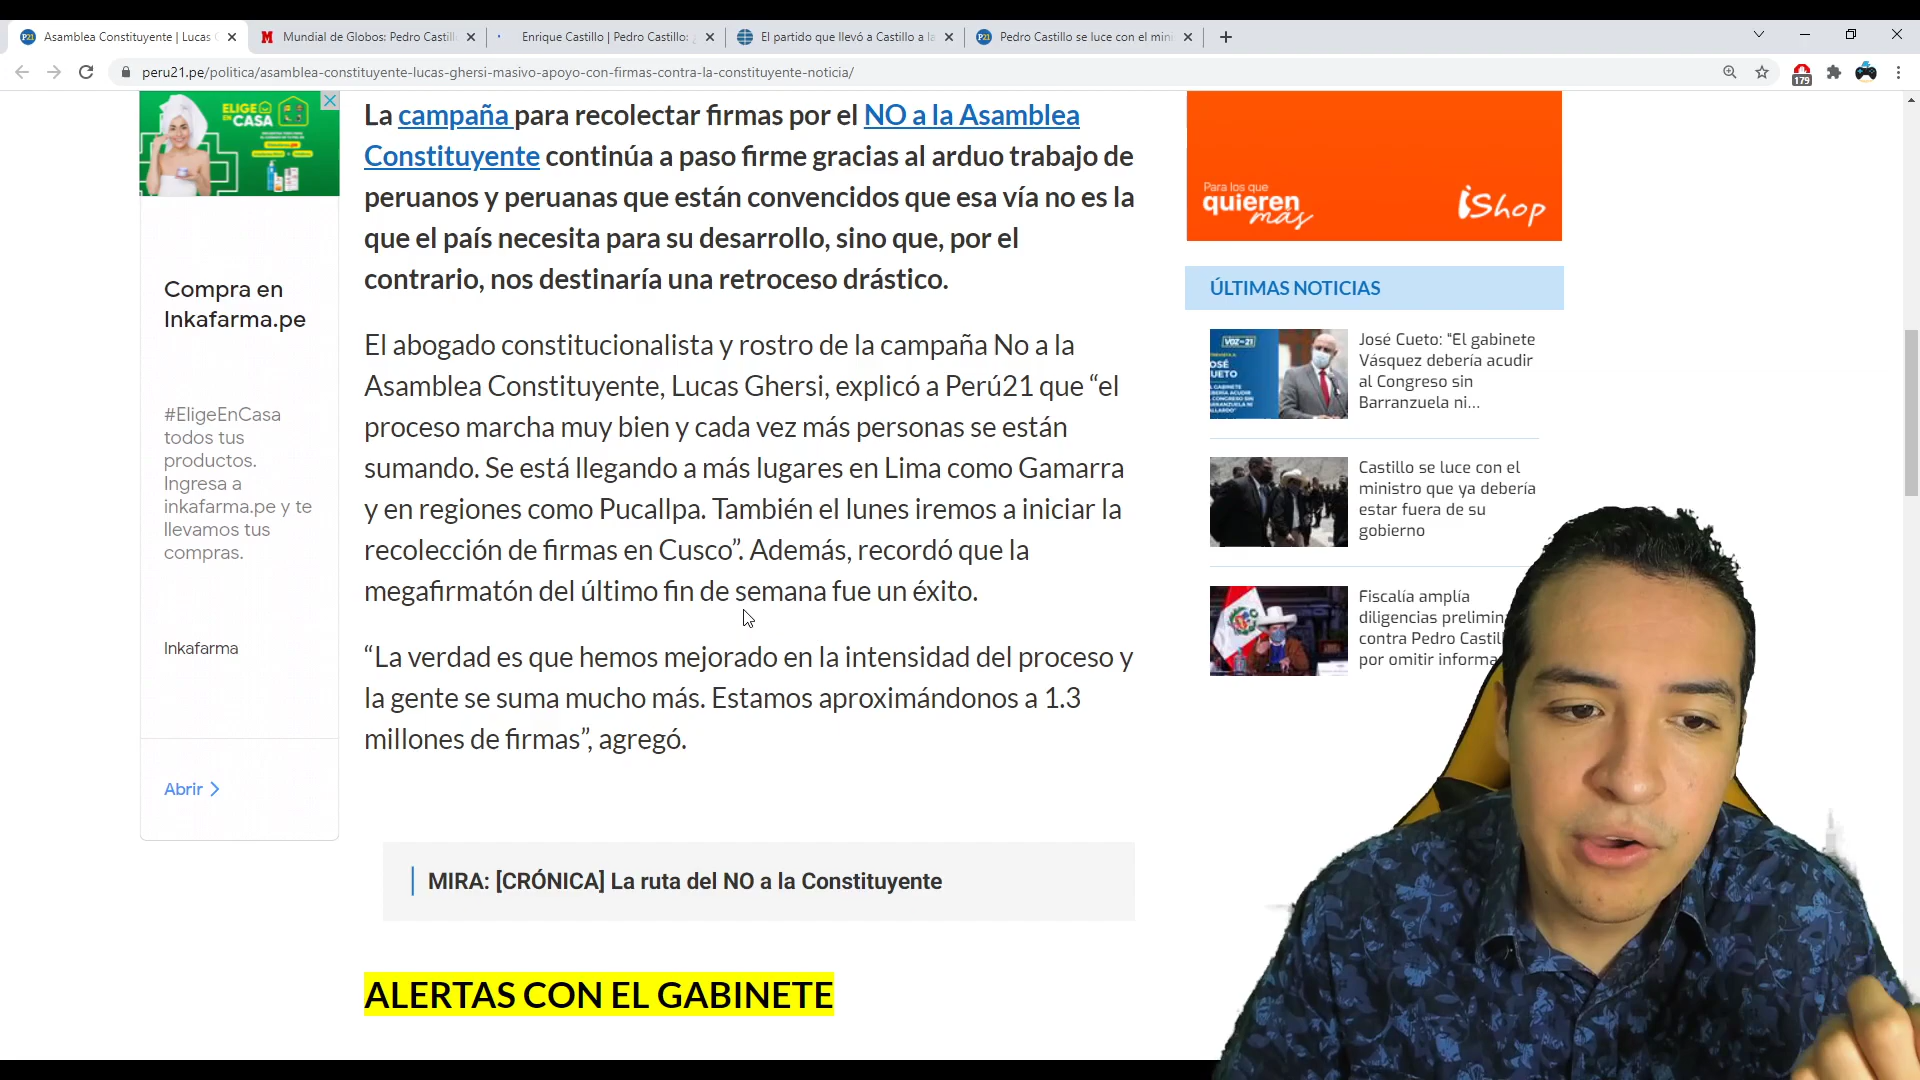 Asamblea Constituyente | Lucas
Mundial de Globos: Pedro Castill
Enrique Castillo | Pedro Castillo:
El partido que llevó a Castillo a la
Pedro Castillo se luce con el mini
peru21.pe/politica/asamblea-constituyente-lucas-ghersi-masivo-apoyo-con-firmas-contra-la-constituyente-noticia/
179
ELIGE
EN CASA
Compra en
Inkafarma.pe
#EligeEnCasa
todos tus
productos.
Ingresa a
inkafarma.pe y te
llevamos tus
compras.
Inkafarma
Abrir
La campaña para recolectar firmas por el NO a la Asamblea
Constituyente continúa a paso firme gracias al arduo trabajo de
peruanos y peruanas que están convencidos que esa vía no es la
que el país necesita para su desarrollo, sino que, por el
contrario, nos destinaría una retroceso drástico.
El abogado constitucionalista y rostro de la campaña No a la
Asamblea Constituyente, Lucas Ghersi, explicó a Perú21 que “el
proceso marcha muy bien y cada vez más personas se están
sumando. Se está llegando a más lugares en Lima como Gamarra
y en regiones como Pucallpa. También el lunes iremos a iniciar la
recolección de firmas en Cusco”. Además, recordó que la
megafirmatón del último fin de semana fue un éxito.
“La verdad es que hemos mejorado en la intensidad del proceso y
la gente se suma mucho más. Estamos aproximándonos a 1.3
millones de firmas”, agregó.
MIRA: [CRÓNICA] La ruta del NO a la Constituyente
ALERTAS CON EL GABINETE
Para los que
quieren
más
iShop
ÚLTIMAS NOTICIAS
José Cueto: “El gabinete
Vásquez debería acudir
al Congreso sin
Barranzuela ni...
Castillo se luce con el
ministro que ya debería
estar fuera de su
gobierno
Fiscalía amplía
diligencias prelimin
contra Pedro Castill
por omitir informa